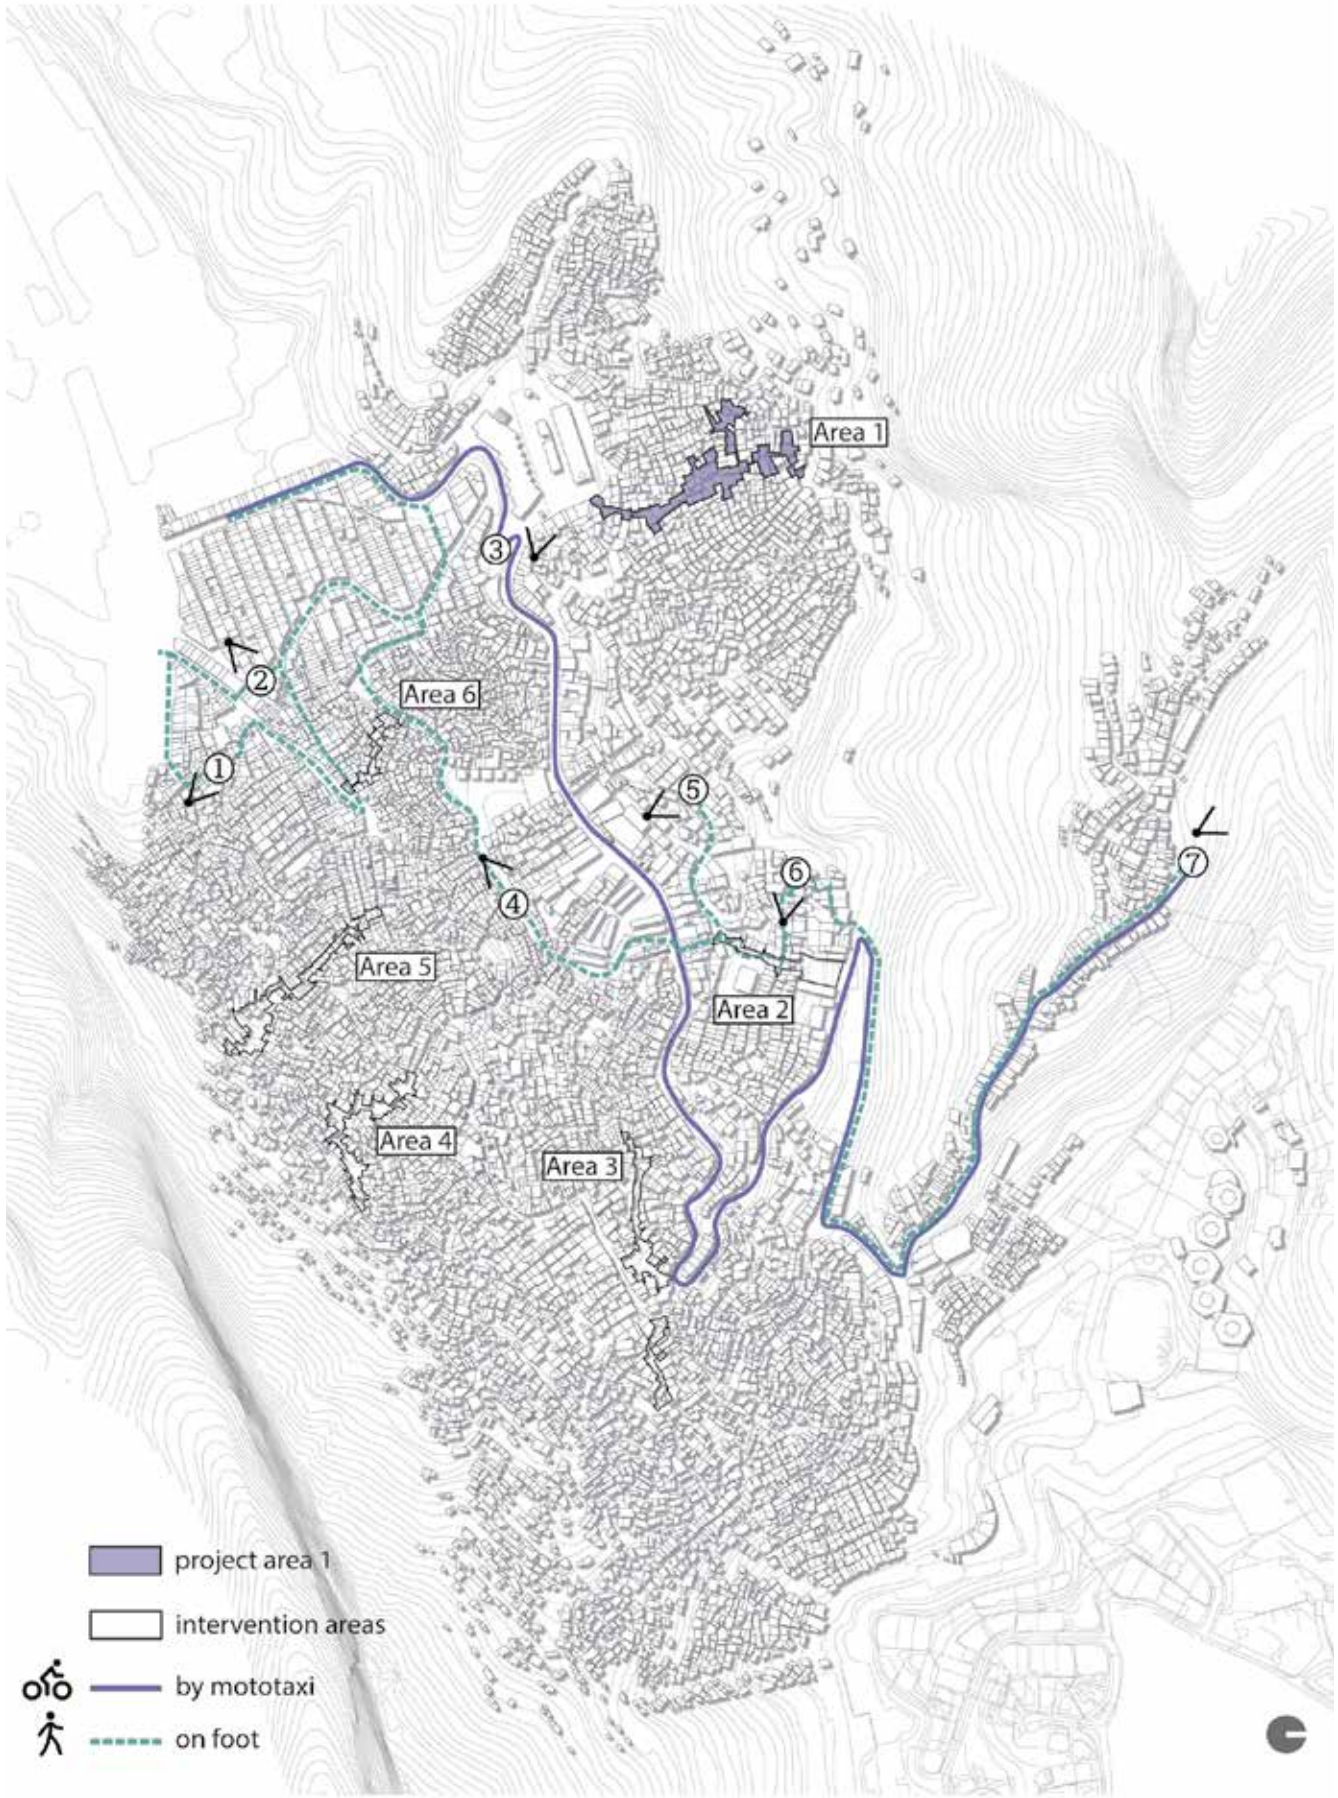 Area 1
③
②
Area 6
①
⑤
⑦
⑥
④
Area 5
Area 2
Area 4
Area 3
project area 1
intervention areas
by mototaxi
on foot